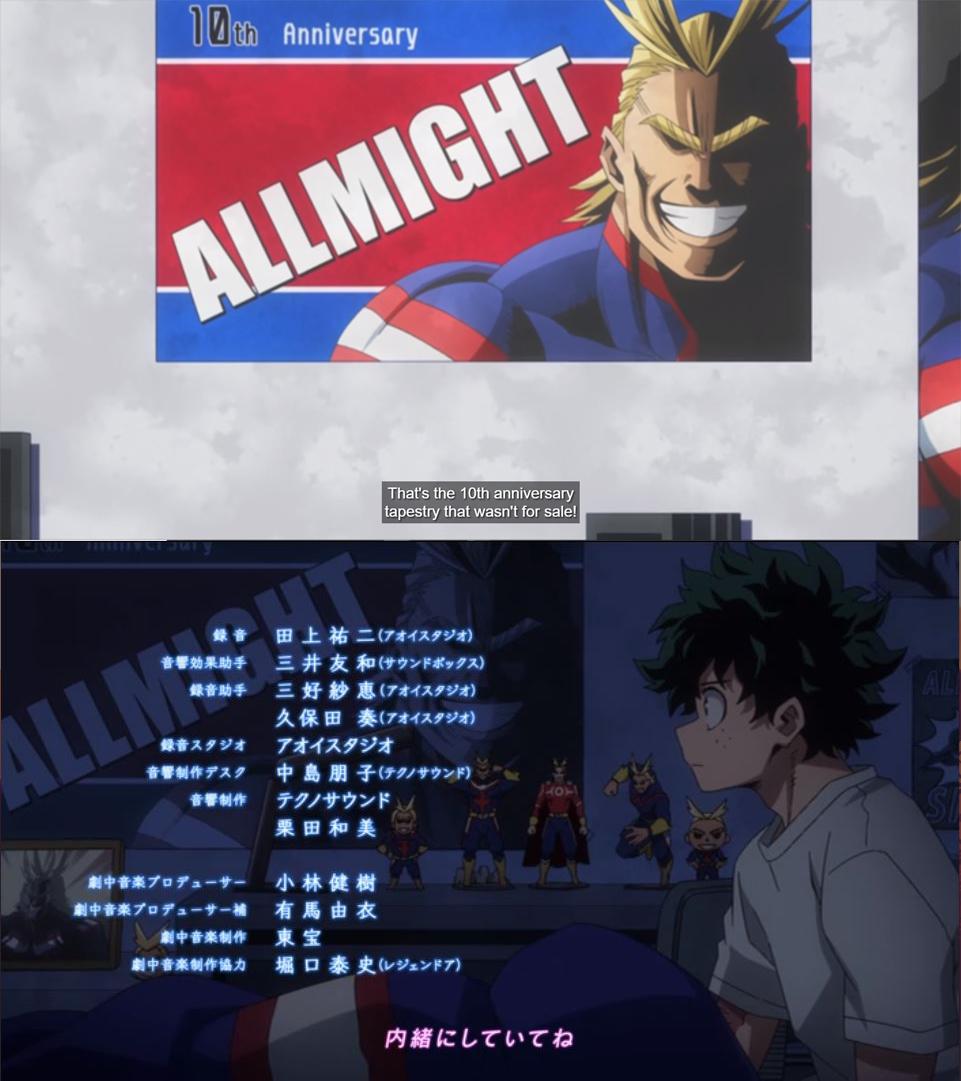 10th Anniversary
ALLMIGHT
That's the 10th anniversary
tapestry that wasn't for sale!
10th Anniversary
ALLMIGHT
録音 田上祐二(アオイスタジオ)
音響効果助手 三井友和(サウンドボックス)
録音助手 三好紗恵(アオイスタジオ)
久保田 奏(アオイスタジオ)
録音スタジオ アオイスタジオ
音響制作デスク 中島朋子(テクノサウンド)
音響制作 テクノサウンド
栗田和美
劇中音楽プロデューサー 小林健樹
劇中音楽プロデューサー補 有馬由衣
劇中音楽制作 東宝
劇中音楽制作協力 堀口泰史(レジェンドア)
内緒にしていてね